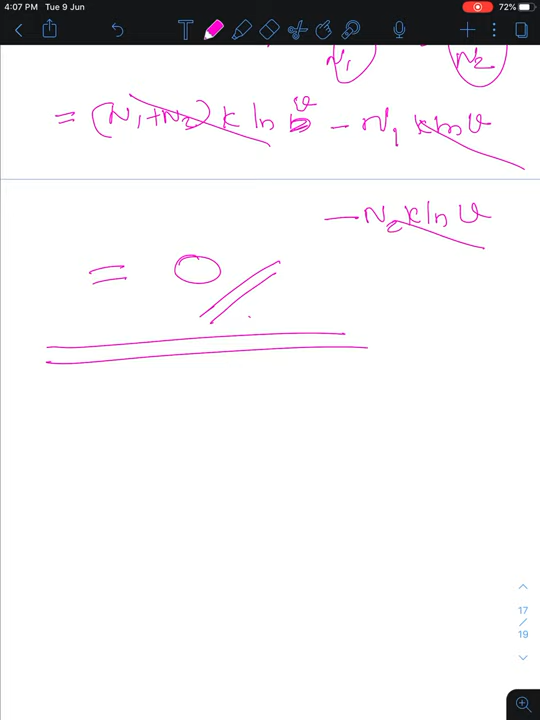 4:07 PM Tue 9 Jun 72%
N₁ N₂
= (N₁+N₂) k ln v - N₁ k ln v
- N₂ k ln v
= 0
17
/
19